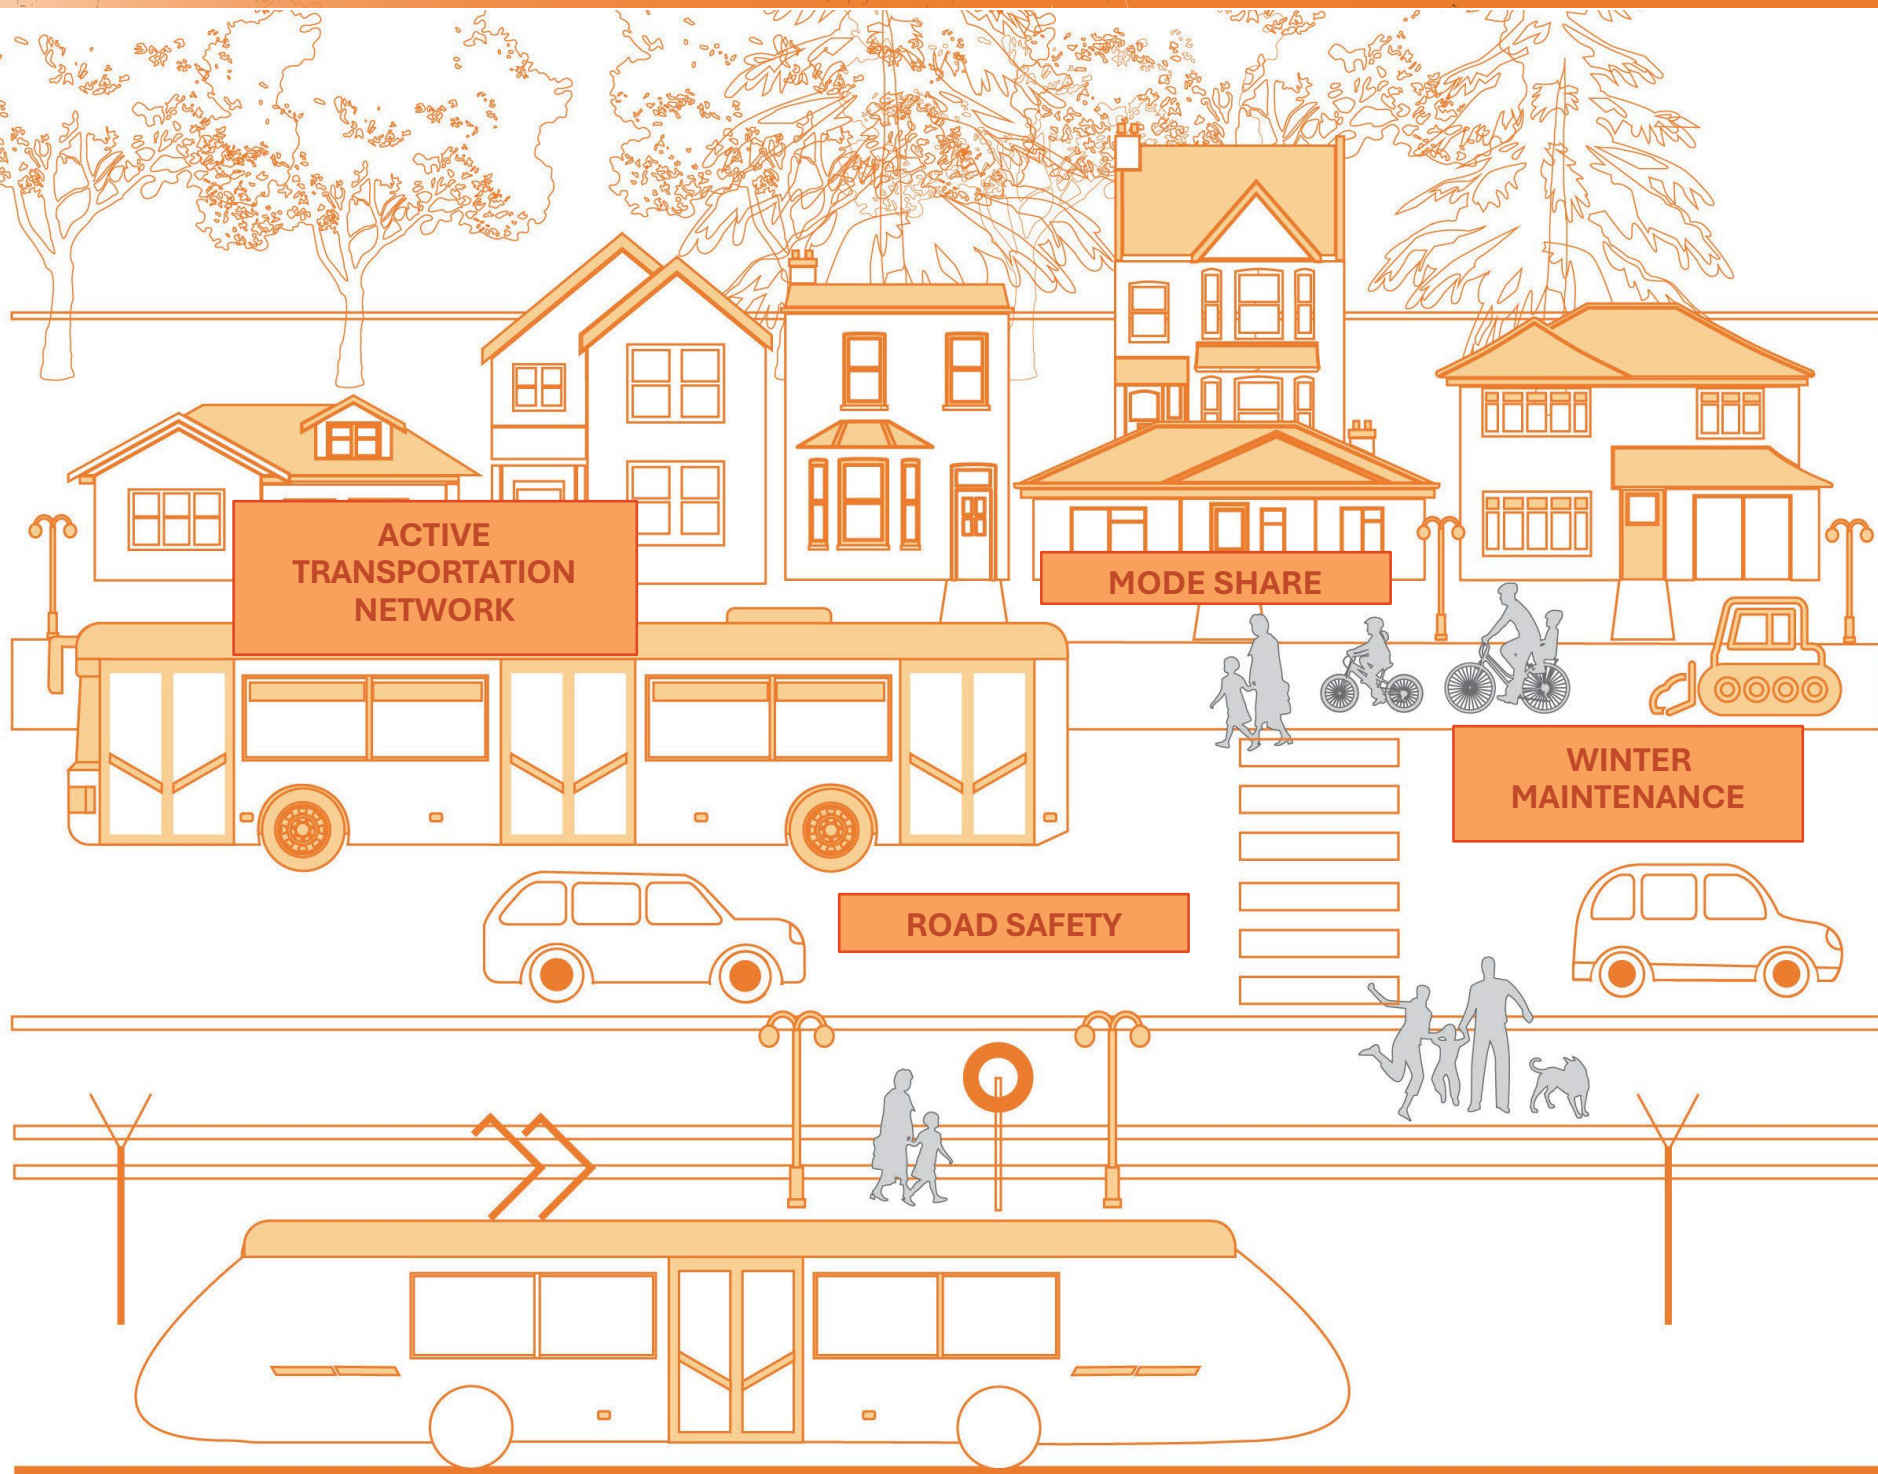 ACTIVE
TRANSPORTATION
NETWORK
MODE SHARE
WINTER
MAINTENANCE
ROAD SAFETY